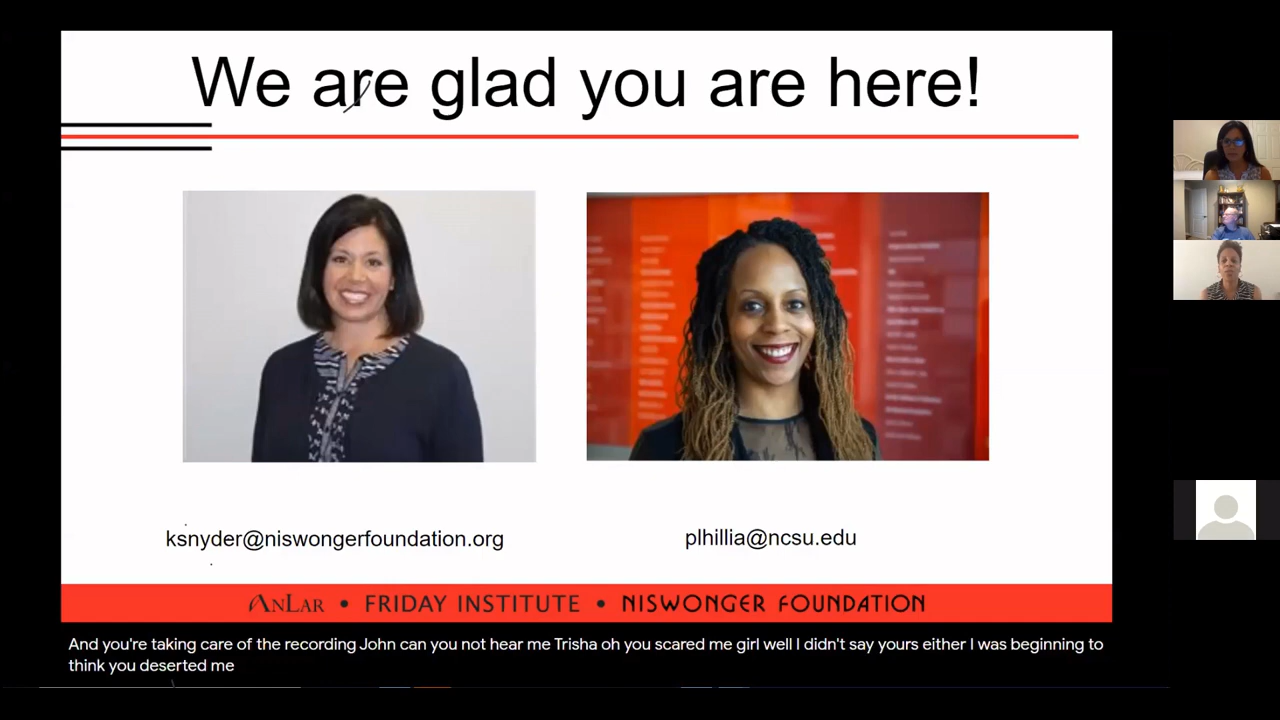 We are glad you are here!
ksnyder@niswongerfoundation.org
plhillia@ncsu.edu
AnLar • FRIDAY INSTITUTE • NISWONGER FOUNDATION
And you're taking care of the recording John can you not hear me Trisha oh you scared me girl well I didn't say yours either I was beginning to
think you deserted me